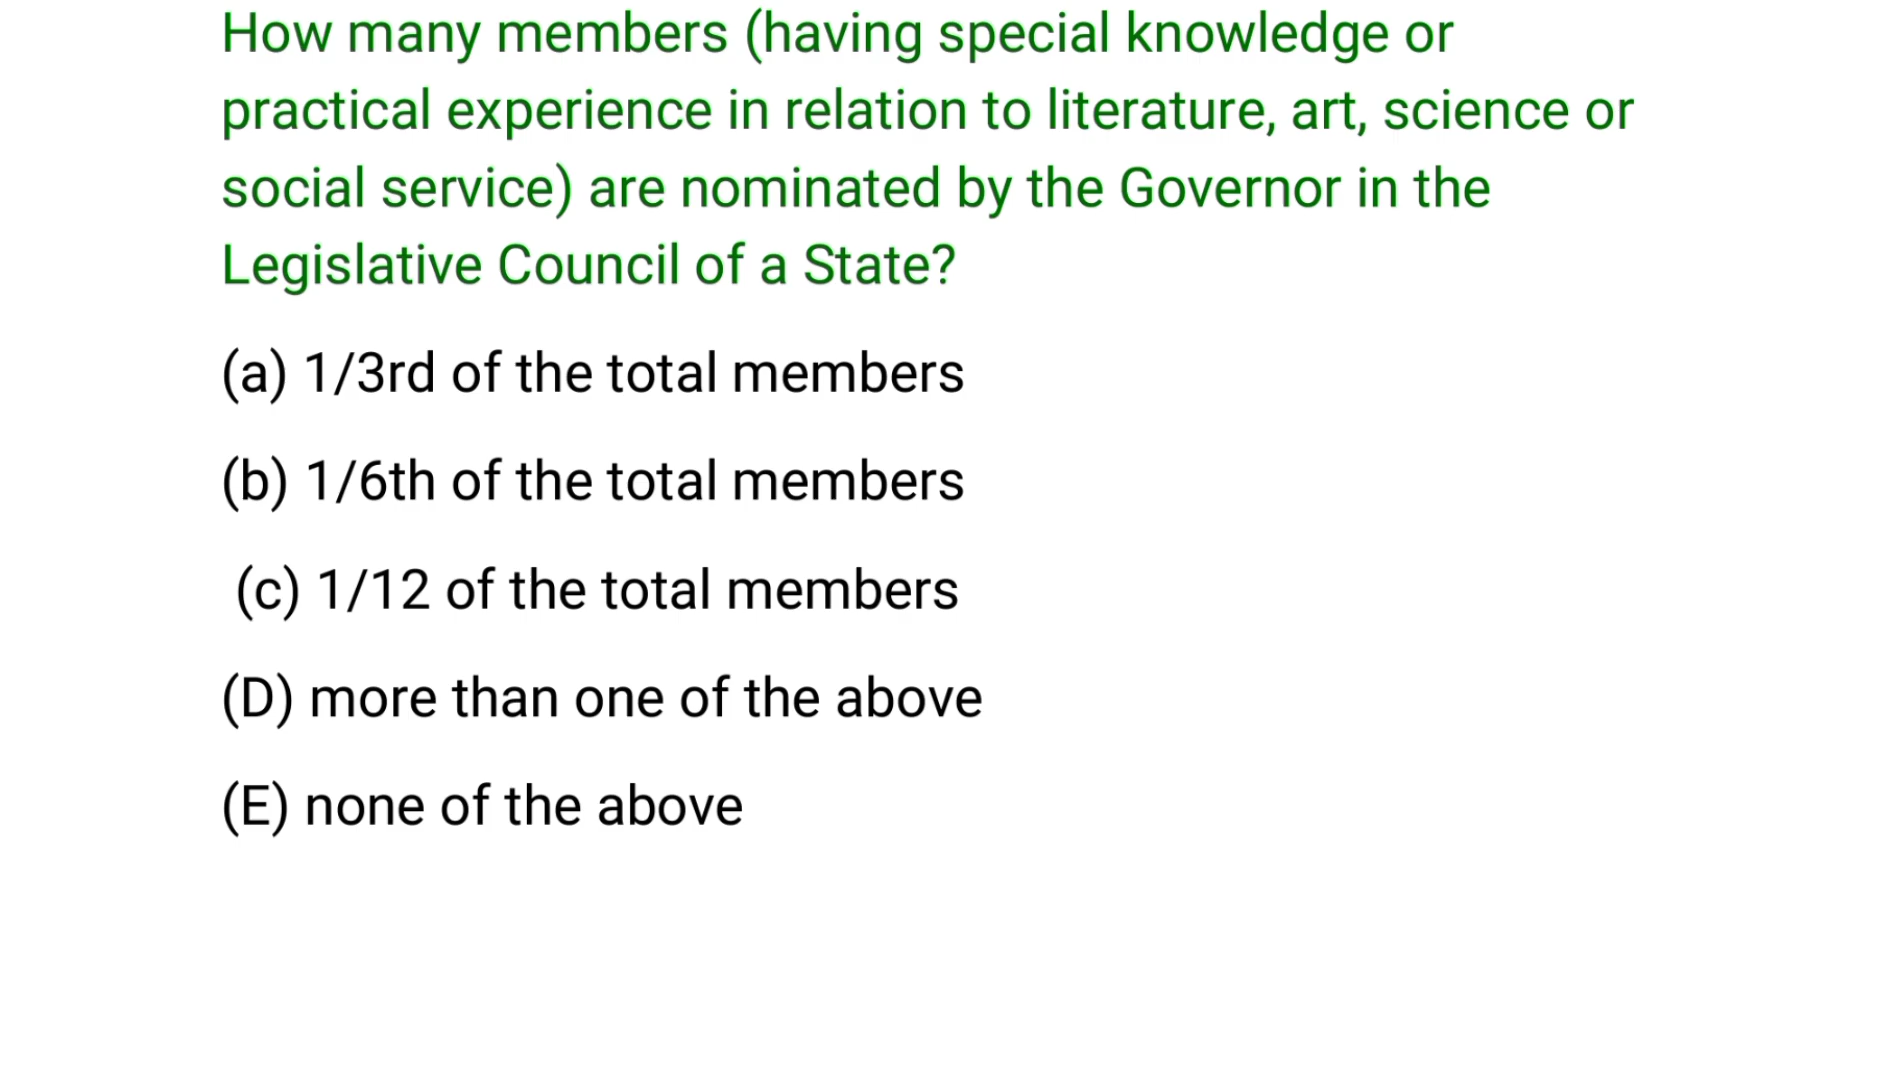 How many members (having special knowledge or
practical experience in relation to literature, art, science or
social service) are nominated by the Governor in the
Legislative Council of a State?
(a) 1/3rd of the total members
(b) 1/6th of the total members
(c) 1/12 of the total members
(D) more than one of the above
(E) none of the above